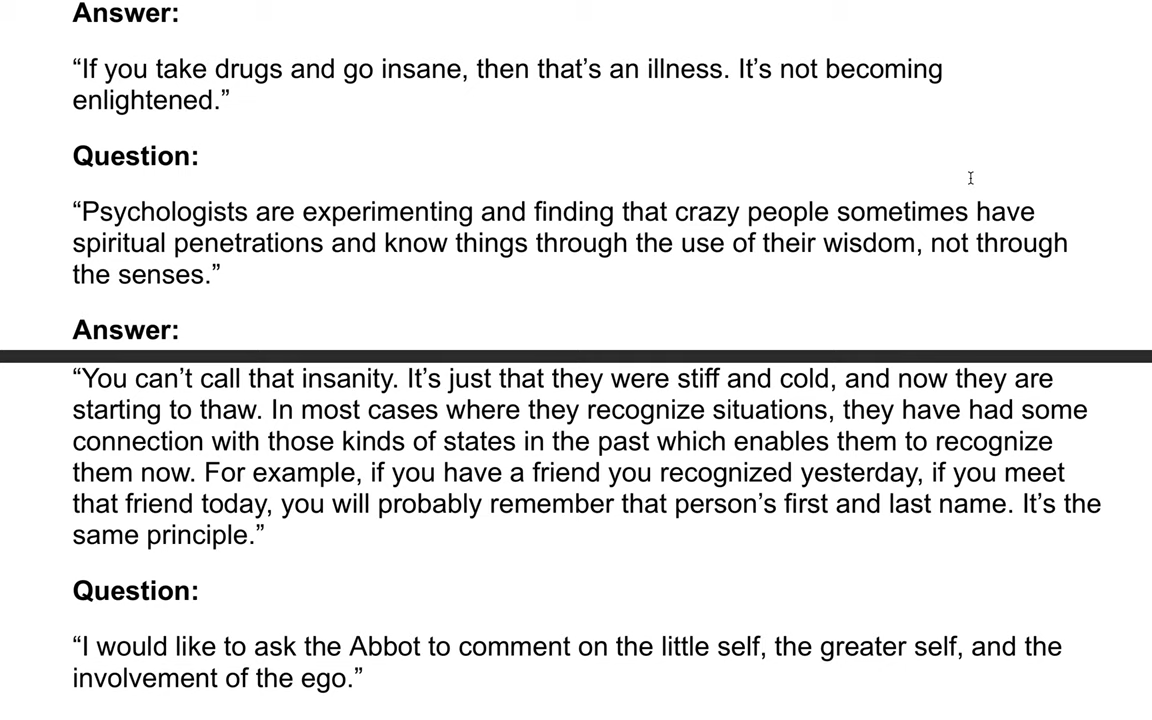 Answer:
“If you take drugs and go insane, then that’s an illness. It’s not becoming
enlightened.”
Question:
“Psychologists are experimenting and finding that crazy people sometimes have
spiritual penetrations and know things through the use of their wisdom, not through
the senses.”
Answer:
“You can’t call that insanity. It’s just that they were stiff and cold, and now they are
starting to thaw. In most cases where they recognize situations, they have had some
connection with those kinds of states in the past which enables them to recognize
them now. For example, if you have a friend you recognized yesterday, if you meet
that friend today, you will probably remember that person’s first and last name. It’s the
same principle.”
Question:
“I would like to ask the Abbot to comment on the little self, the greater self, and the
involvement of the ego.”